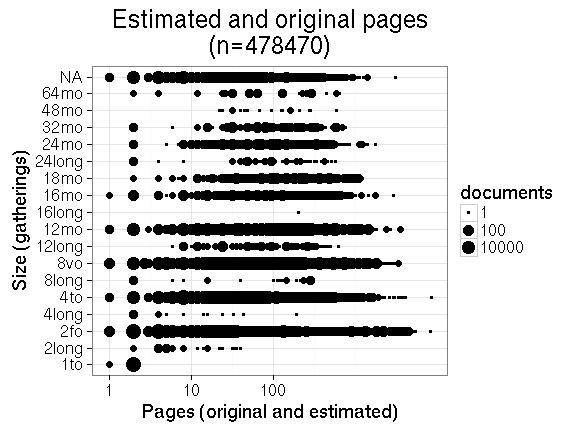 Estimated and original pages
(n=478470)
Size (gatherings)
NA
64mo
48mo
32mo
24mo
24long
18mo
16mo
16long
12mo
12long
8vo
8long
4to
4long
2fo
2long
1to
1 10 100
Pages (original and estimated)
documents
1
100
10000